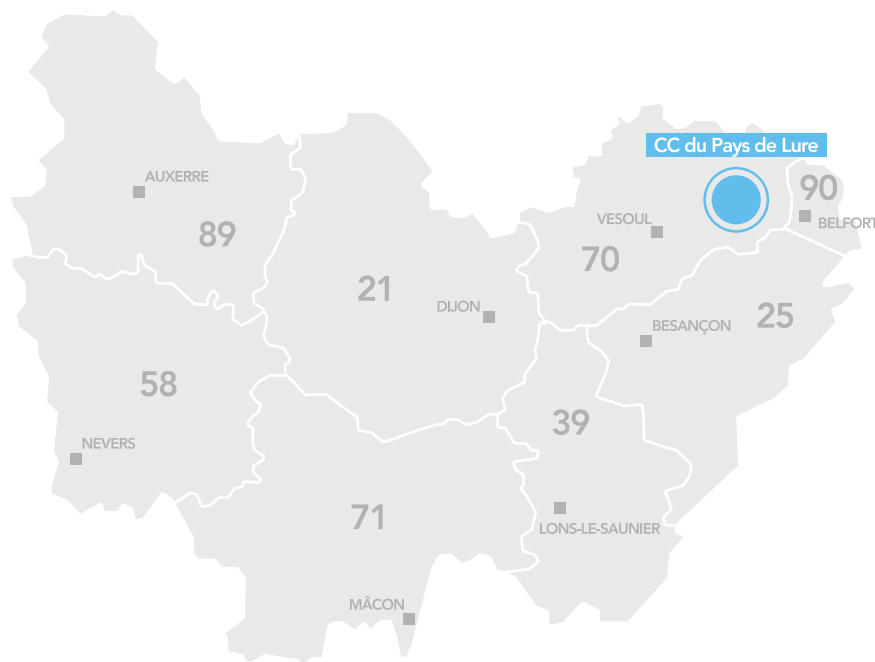 CC du Pays de Lure
AUXERRE
90
VESOUL
BELFORT
89
70
21
DIJON
25
BESANÇON
58
39
NEVERS
71
LONS-LE-SAUNIER
MÂCON